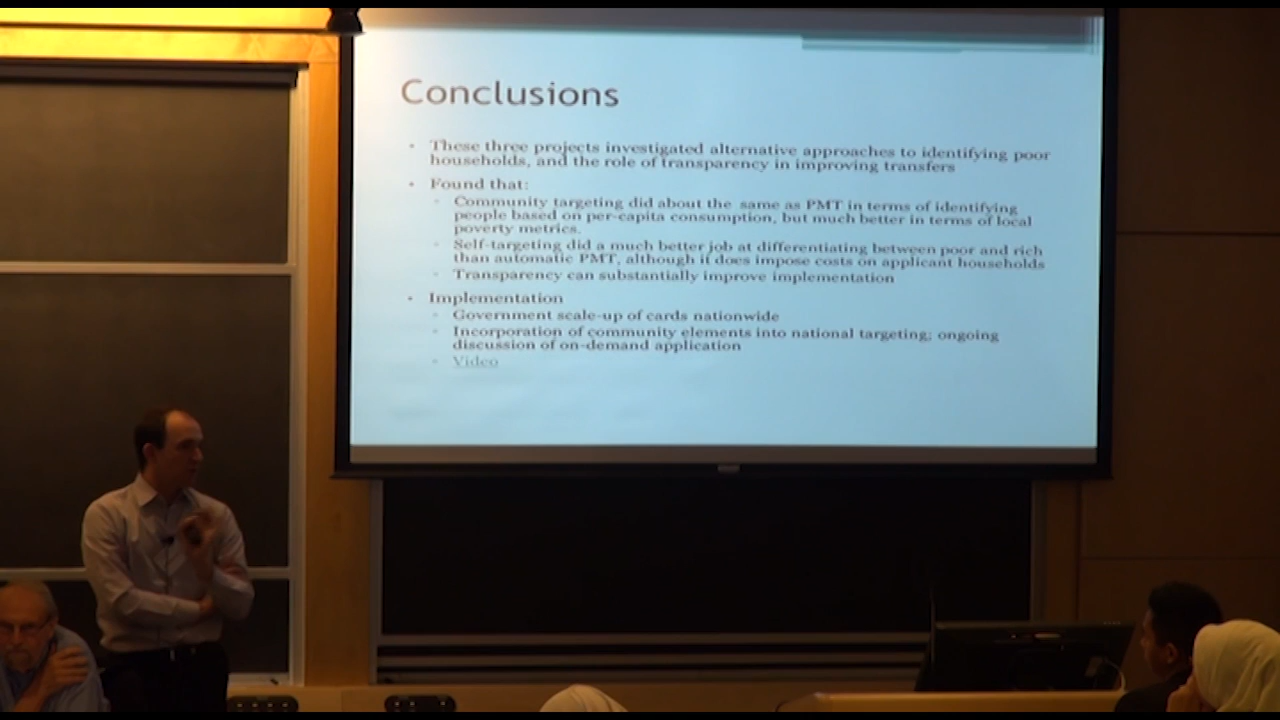 Conclusions
• These three projects investigated alternative approaches to identifying poor
households, and the role of transparency in improving transfers
• Found that:
▫ Community targeting did about the same as PMT in terms of identifying
people based on per-capita consumption, but much better in terms of local
poverty metrics.
▫ Self-targeting did a much better job at differentiating between poor and rich
than automatic PMT, although it does impose costs on applicant households
▫ Transparency can substantially improve implementation
• Implementation
▫ Government scale-up of cards nationwide
▫ Incorporation of community elements into national targeting; ongoing
discussion of on-demand application
▫ Video